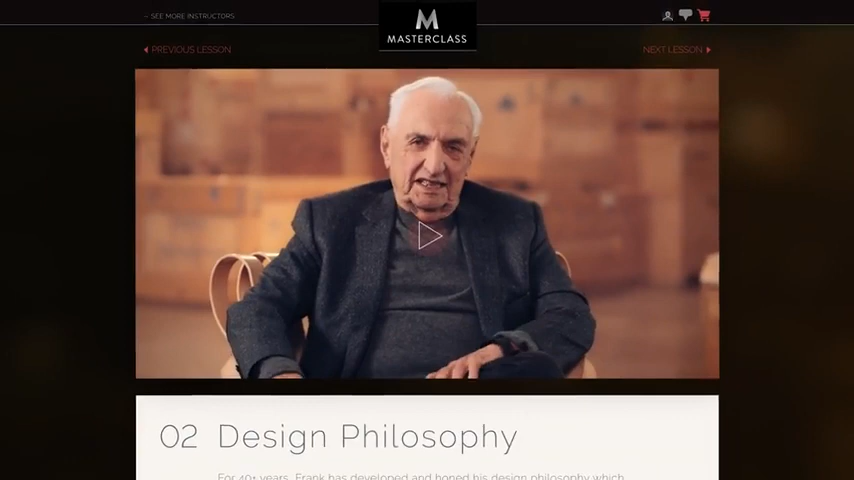 ← SEE MORE INSTRUCTORS
M
MASTERCLASS
PREVIOUS LESSON
NEXT LESSON
02 Design Philosophy
For 40+ years, Frank has developed and honed his design philosophy which